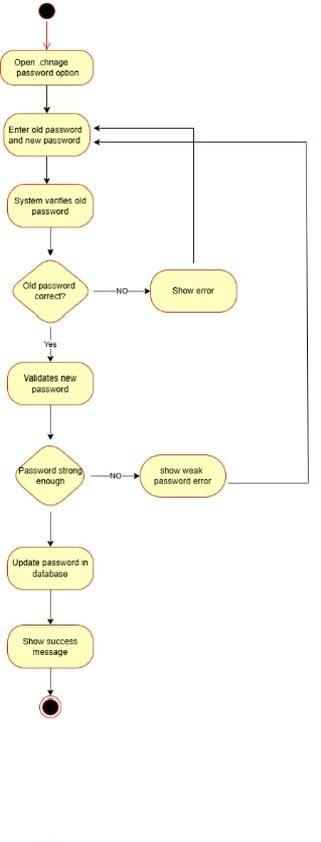 Open chnage
password option
Enter old password
and new password
System varifies old
password
Old password
correct?
NO
Show error
Yes
Validates new
password
Password strong
enough
NO
show weak
password error
Update password in
database
Show success
message